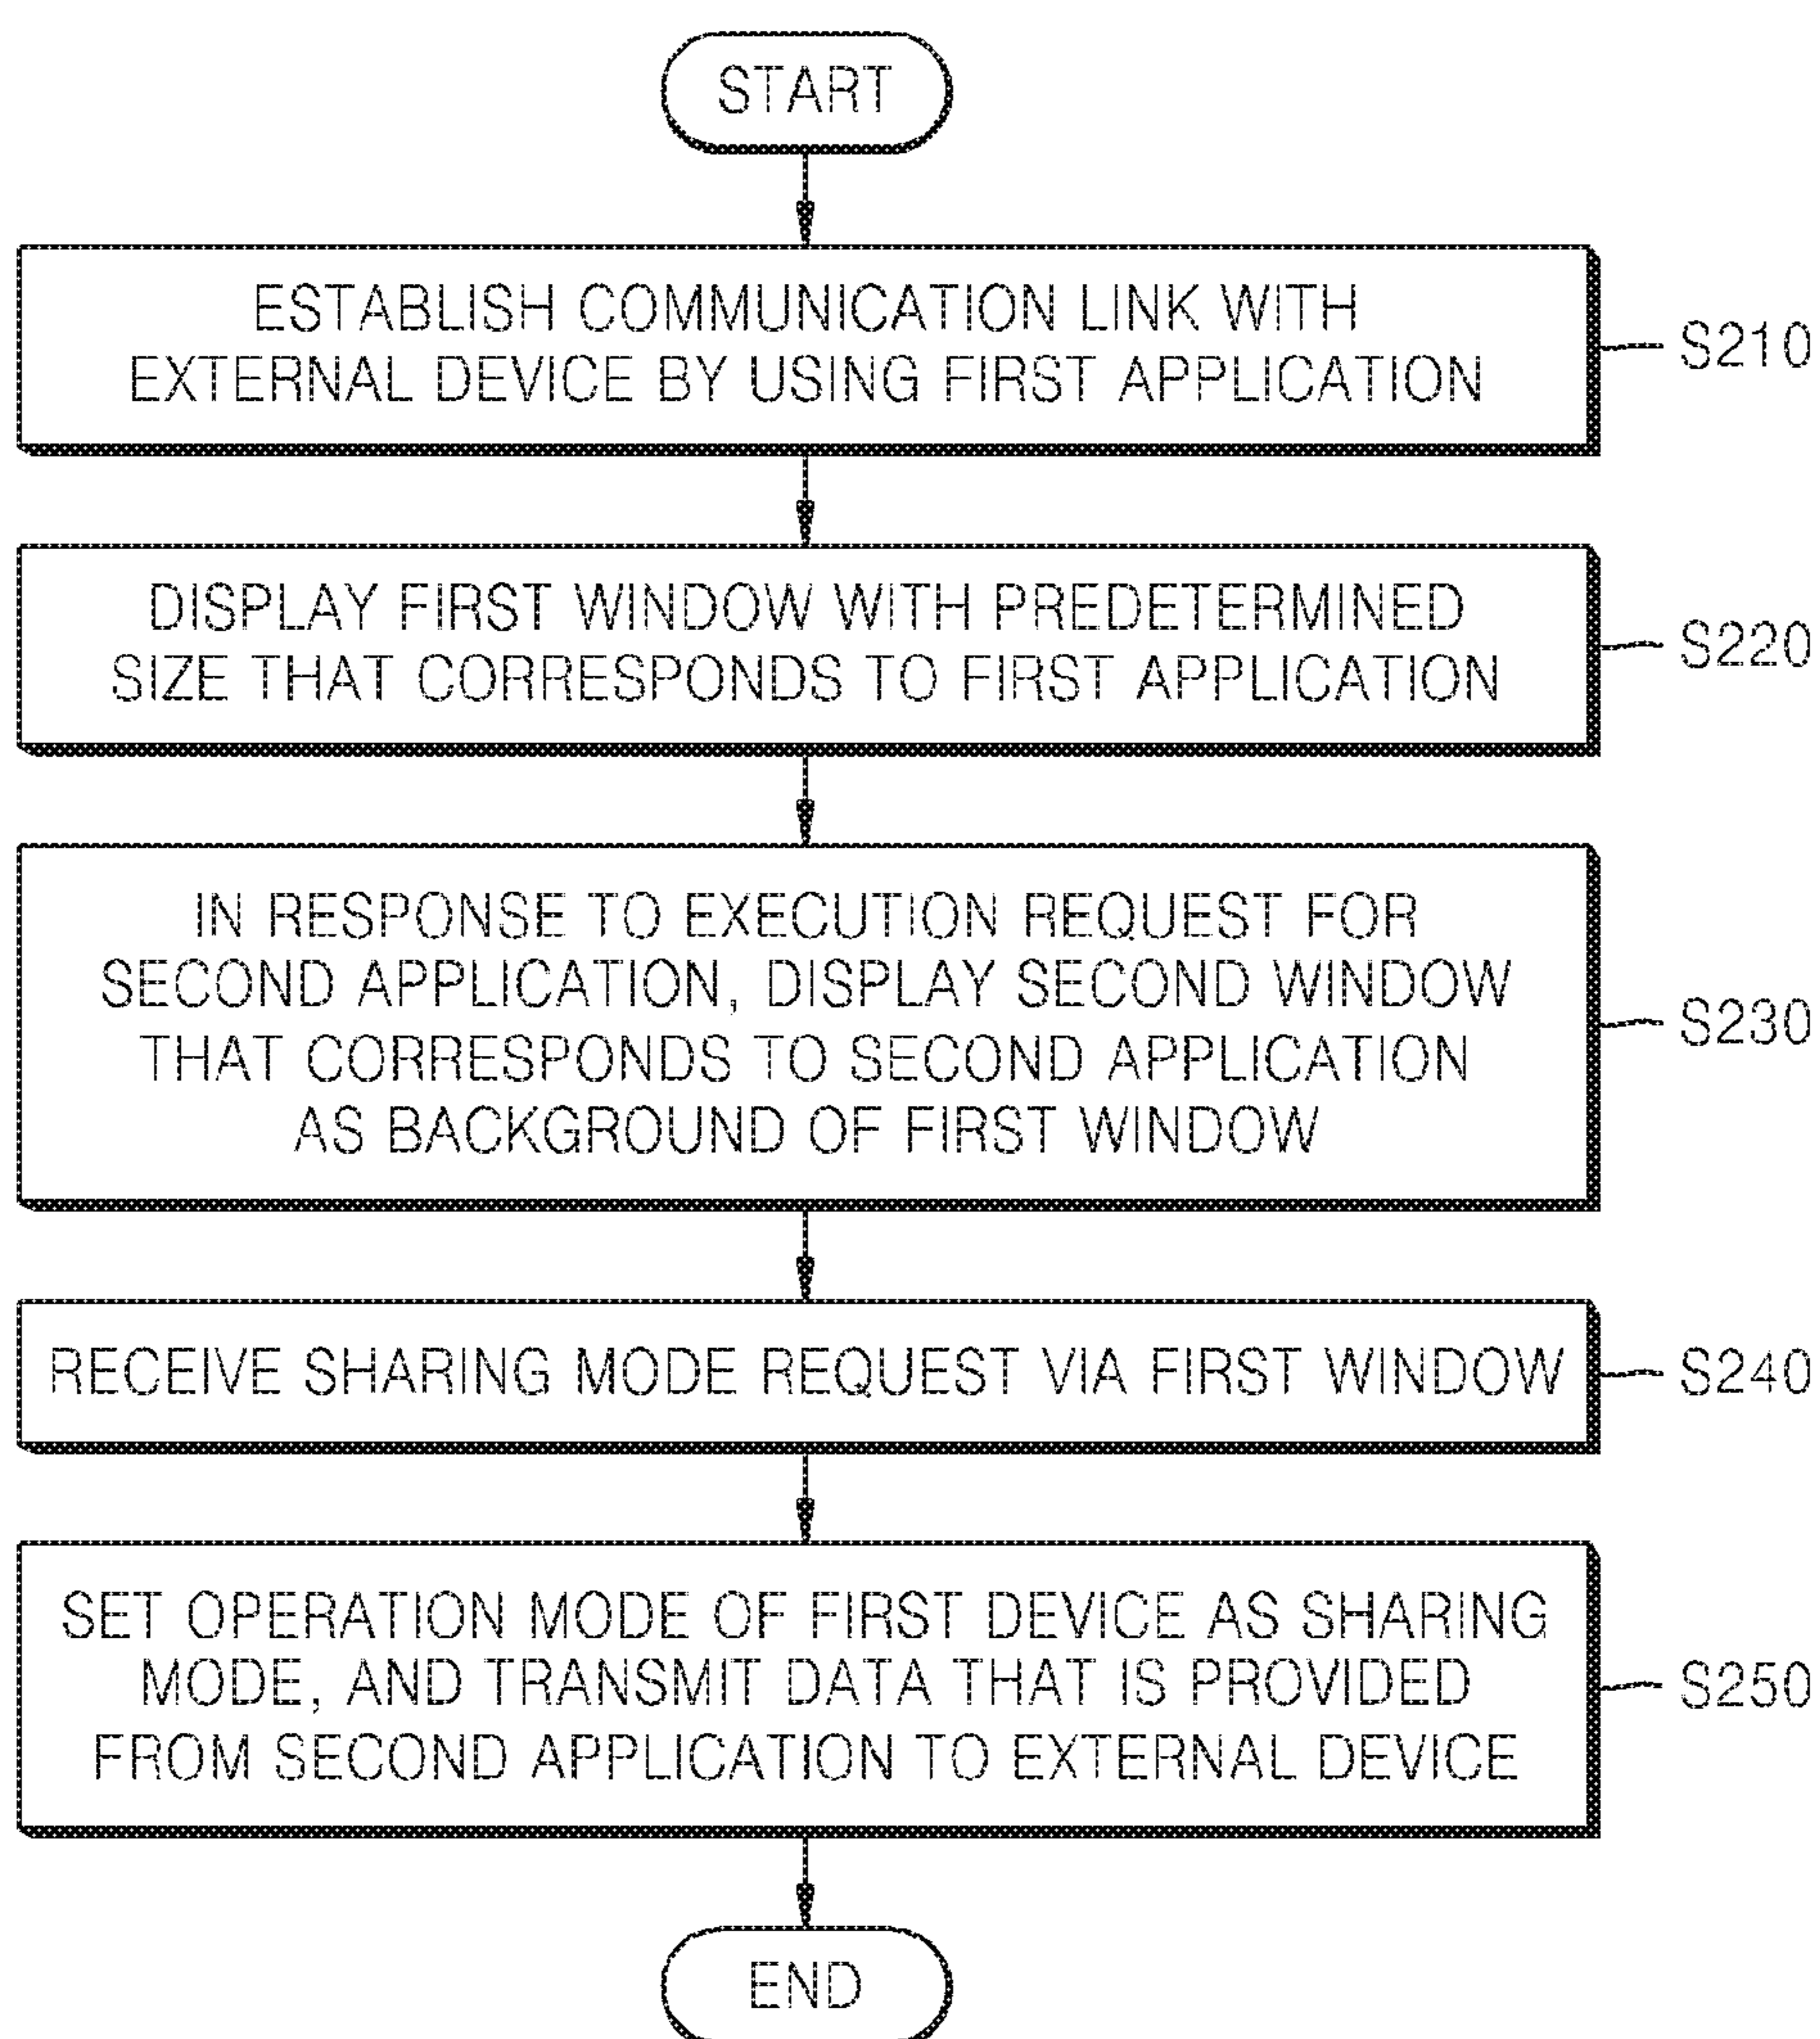 START
ESTABLISH COMMUNICATION LINK WITH
EXTERNAL DEVICE BY USING FIRST APPLICATION
S210
DISPLAY FIRST WINDOW WITH PREDETERMINED
SIZE THAT CORRESPONDS TO FIRST APPLICATION
S220
IN RESPONSE TO EXECUTION REQUEST FOR
SECOND APPLICATION, DISPLAY SECOND WINDOW
THAT CORRESPONDS TO SECOND APPLICATION
AS BACKGROUND OF FIRST WINDOW
S230
RECEIVE SHARING MODE REQUEST VIA FIRST WINDOW
S240
SET OPERATION MODE OF FIRST DEVICE AS SHARING
MODE, AND TRANSMIT DATA THAT IS PROVIDED
FROM SECOND APPLICATION TO EXTERNAL DEVICE
S250
END